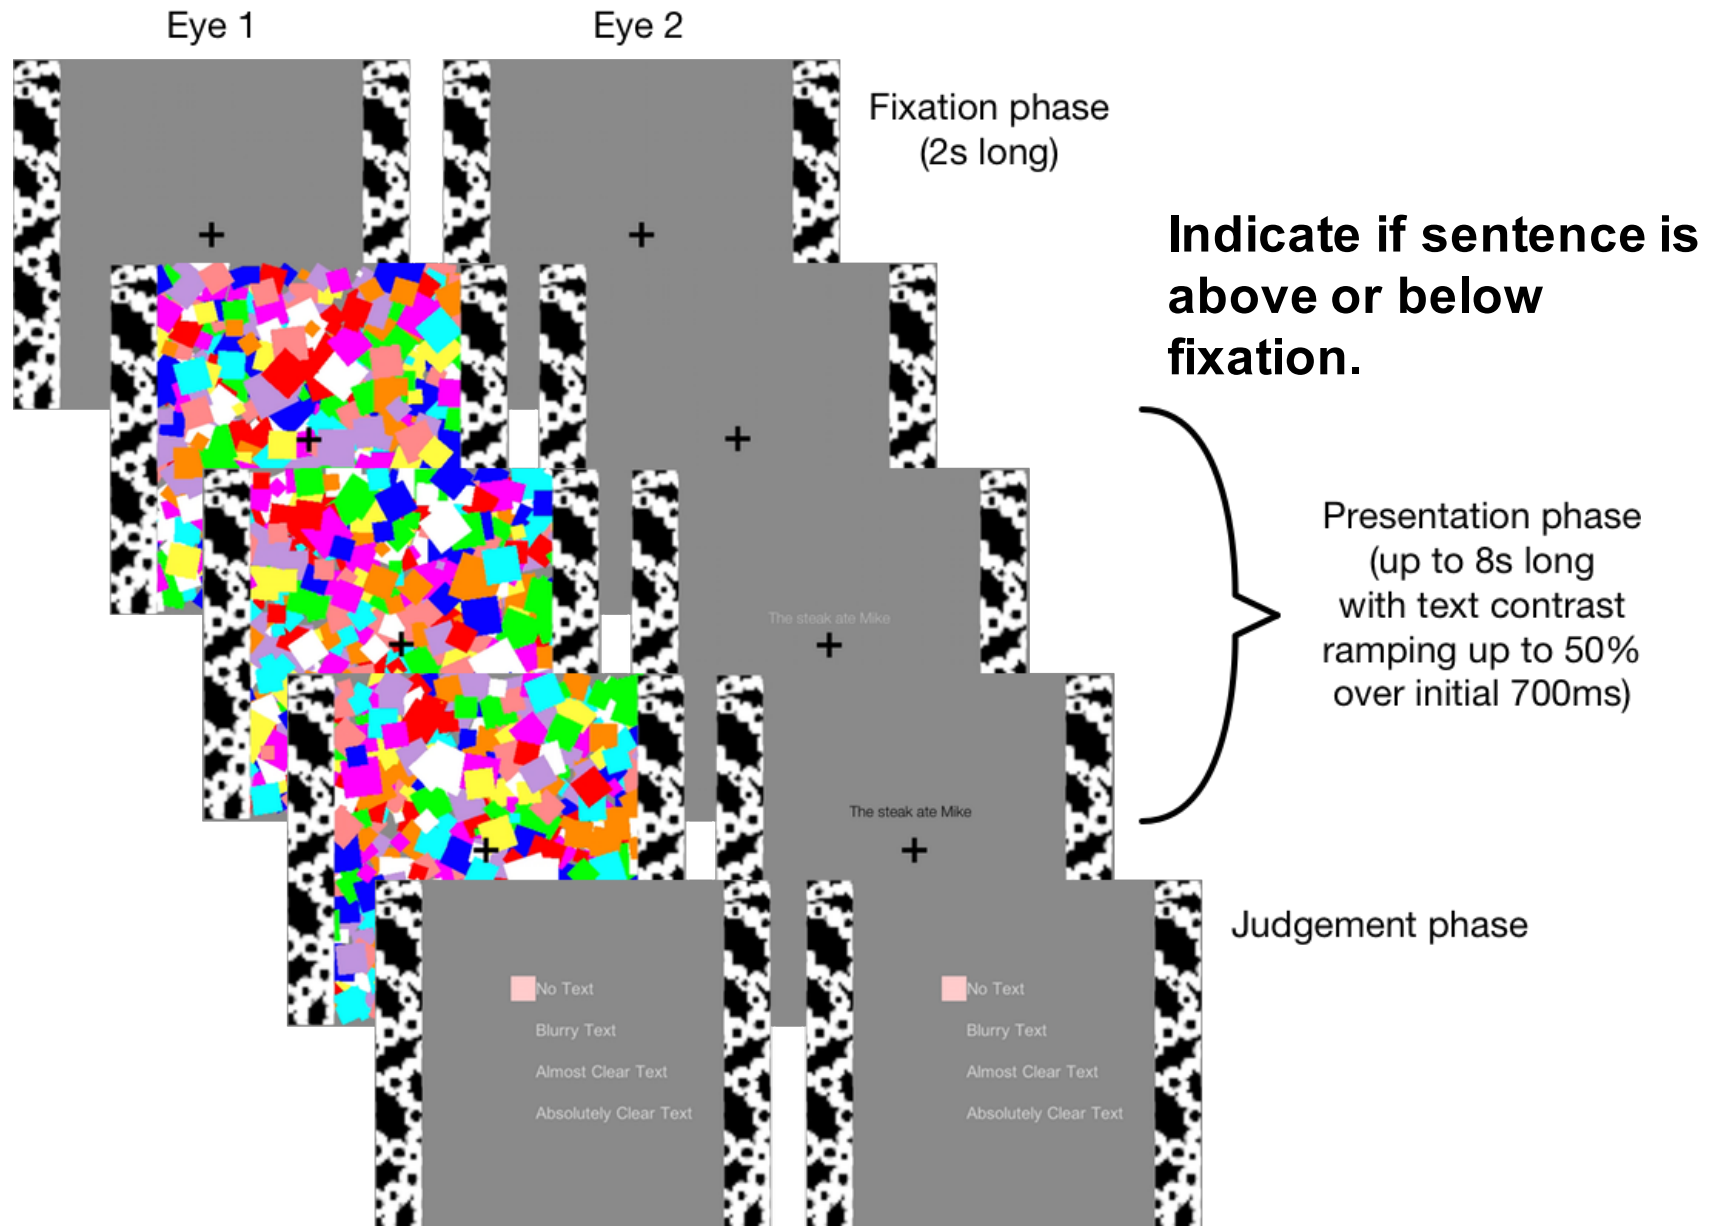 Eye 1
Eye 2
Fixation phase
(2s long)
Indicate if sentence is
above or below
fixation.
Presentation phase
(up to 8s long
with text contrast
ramping up to 50%
over initial 700ms)
The steak ate Mike
The steak ate Mike
Judgement phase
No Text
Blurry Text
Almost Clear Text
Absolutely Clear Text
No Text
Blurry Text
Almost Clear Text
Absolutely Clear Text